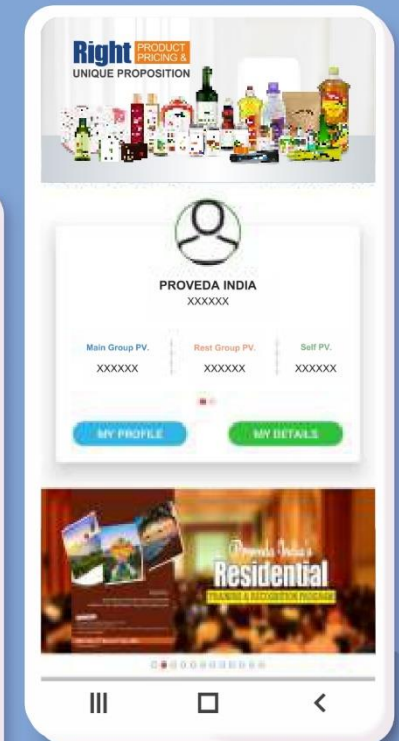 Right PRODUCT
PRICING &
UNIQUE PROPOSITION
PROVEDA INDIA
XXXXXX
Main Group PV.
Rest Group PV.
Self PV.
XXXXXX
XXXXXX
XXXXXX
MY PROFILE
MY DETAILS
Proveda India's
Residential
TRAINING & RECOGNITION PROGRAM